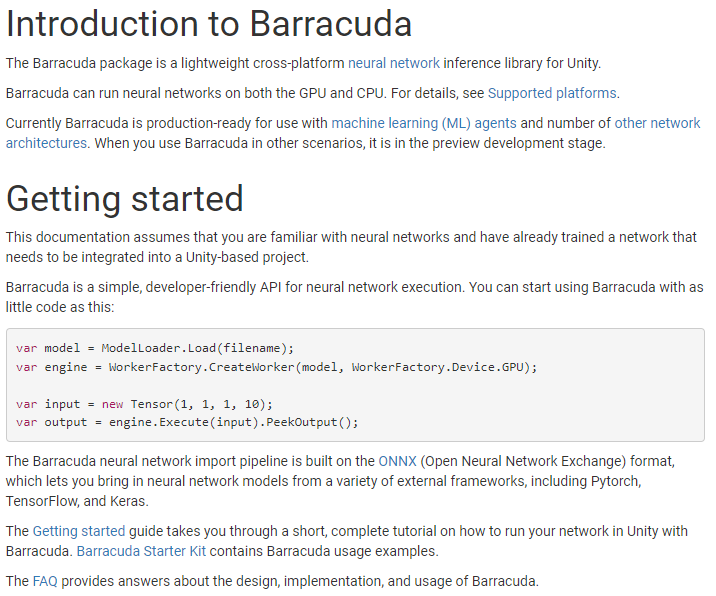 Introduction to Barracuda
The Barracuda package is a lightweight cross-platform neural network inference library for Unity.
Barracuda can run neural networks on both the GPU and CPU. For details, see Supported platforms.
Currently Barracuda is production-ready for use with machine learning (ML) agents and number of other network
architectures. When you use Barracuda in other scenarios, it is in the preview development stage.
Getting started
This documentation assumes that you are familiar with neural networks and have already trained a network that
needs to be integrated into a Unity-based project.
Barracuda is a simple, developer-friendly API for neural network execution. You can start using Barracuda with as
little code as this:
var model = ModelLoader.Load(filename);
var engine = WorkerFactory.CreateWorker(model, WorkerFactory.Device.GPU);
var input = new Tensor(1, 1, 1, 10);
var output = engine.Execute(input).PeekOutput();
The Barracuda neural network import pipeline is built on the ONNX (Open Neural Network Exchange) format,
which lets you bring in neural network models from a variety of external frameworks, including Pytorch,
TensorFlow, and Keras.
The Getting started guide takes you through a short, complete tutorial on how to run your network in Unity with
Barracuda. Barracuda Starter Kit contains Barracuda usage examples.
The FAQ provides answers about the design, implementation, and usage of Barracuda.